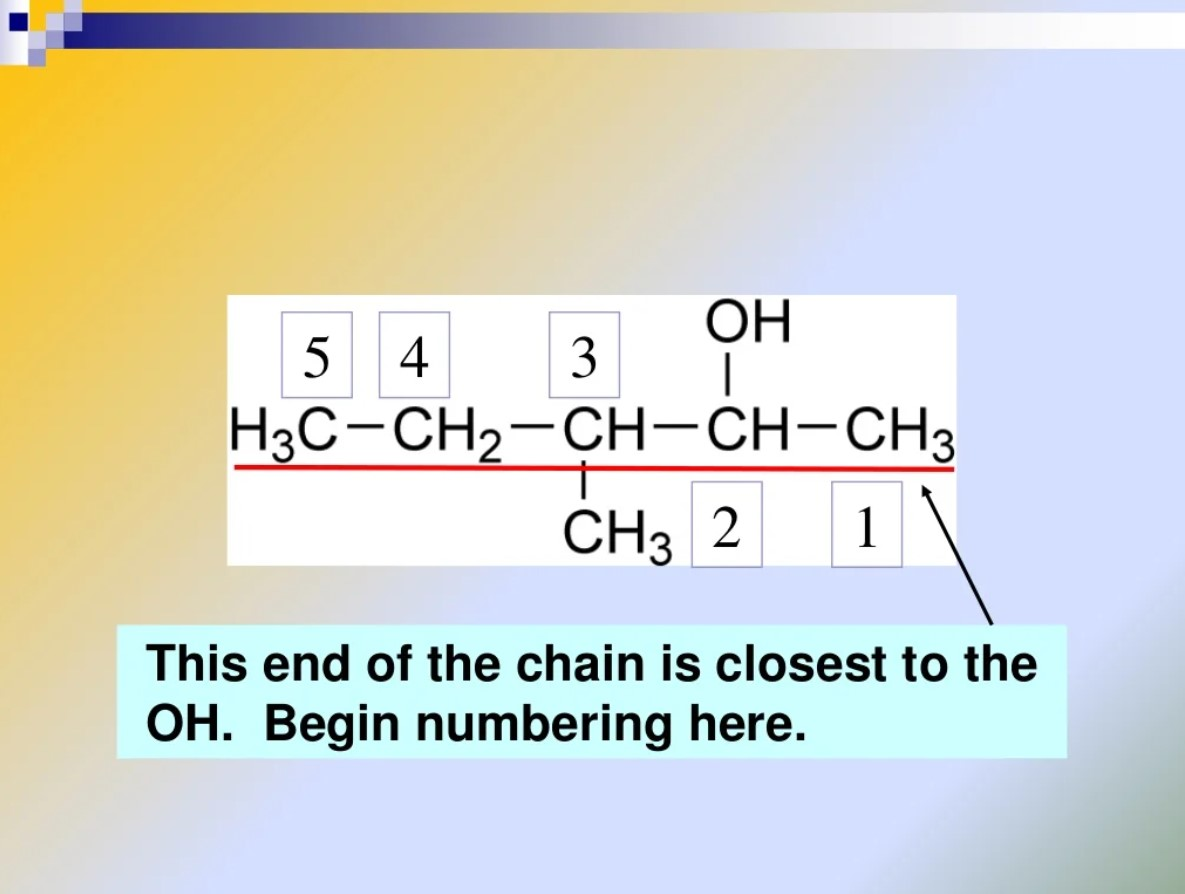 OH
5 4 3
H₃C–CH₂–CH–CH–CH₃
CH₃ 2 1
This end of the chain is closest to the
OH. Begin numbering here.